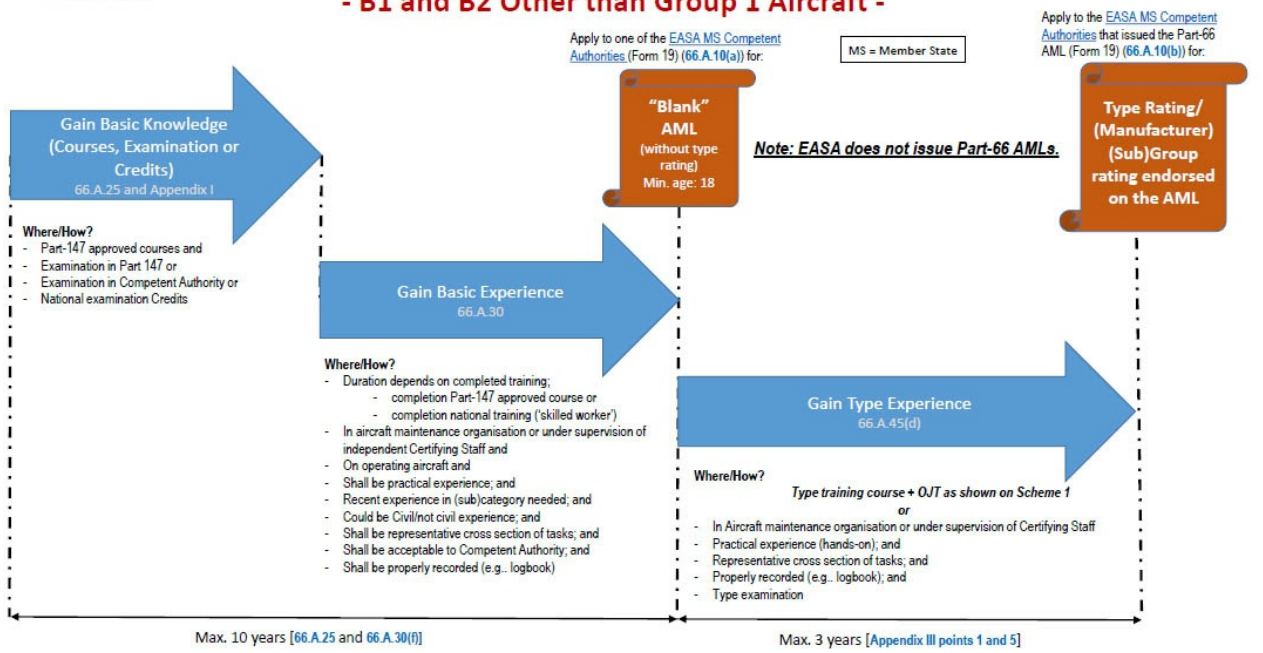 - B1 and B2 Other than Group 1 Aircraft -
Apply to one of the EASA MS Competent
Authorities (Form 19) (66.A.10(a)) for:
MS = Member State
Apply to the EASA MS Competent
Authorities that issued the Part-66
AML (Form 19) (66.A.10(b)) for:
Gain Basic Knowledge
(Courses, Examination or
Credits)
66.A.25 and Appendix I
"Blank"
AML
(without type
rating)
Min. age: 18
Note: EASA does not issue Part-66 AMLs.
Type Rating/
(Manufacturer)
(Sub)Group
rating endorsed
on the AML
Where/How?
- Part-147 approved courses and
- Examination in Part 147 or
- Examination in Competent Authority or
- National examination Credits
Gain Basic Experience
66.A.30
Where/How?
- Duration depends on completed training;
- completion Part-147 approved course or
- completion national training ('skilled worker')
- In aircraft maintenance organisation or under supervision of
independent Certifying Staff and
- On operating aircraft and
- Shall be practical experience; and
- Recent experience in (sub)category needed; and
- Could be Civil/not civil experience; and
- Shall be representative cross section of tasks; and
- Shall be acceptable to Competent Authority; and
- Shall be properly recorded (e.g.. logbook)
Gain Type Experience
66.A.45(d)
Where/How?
Type training course + OJT as shown on Scheme 1
or
- In Aircraft maintenance organisation or under supervision of Certifying Staff
- Practical experience (hands-on); and
- Representative cross section of tasks; and
- Properly recorded (e.g.. logbook); and
- Type examination
Max. 10 years [66.A.25 and 66.A.30(f)]
Max. 3 years [Appendix III points 1 and 5]